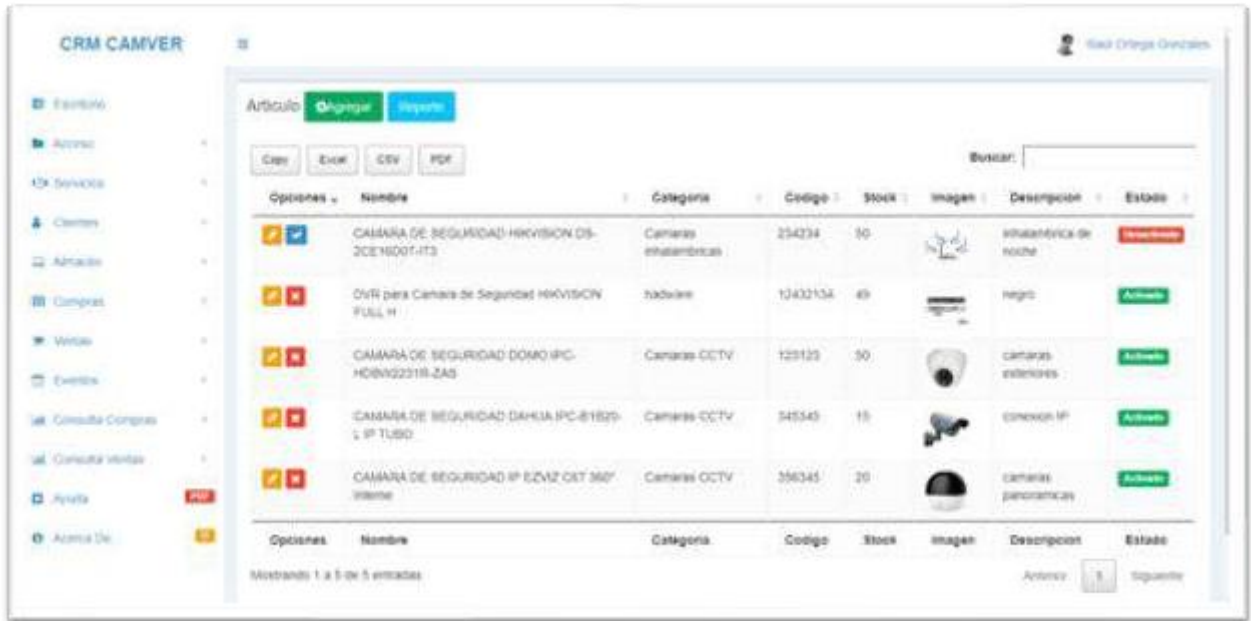 CRM CAMVER
Raul Ortega Gonzales
Escritorio
Acceso
Servicios
Clientes
Almacen
Compras
Ventas
Eventos
Consulta Compras
Consulta Ventas
Ayuda PDF
Acerca De.
Articulo Agregar Reporte
Copy Excel CSV PDF
Buscar:
Opciones Nombre Categoria Codigo Stock Imagen Descripcion Estado
CAMARA DE SEGURIDAD HIKVISION DS-
2CE16D0T-IT3
Camaras
inhalambricas
234234 50
inhalambrica de
noche
Desactivado
DVR para Camara de Seguridad HIKVISION
FULL H
hadware 49 negro Activado
CAMARA DE SEGURIDAD DOMO IPC-
Camaras CCTV 123123 50
camaras
exteriores
Activado
CAMARA DE SEGURIDAD DAHUA IPC-B1B20-
L IP TUBO
Camaras CCTV 345345 15 conexion IP Activado
CAMARA DE SEGURIDAD IP EZVIZ C6T 360°
Interne
Camaras CCTV 356345 20
camaras
panoramicas
Activado
Opciones Nombre Categoria Codigo Stock Imagen Descripcion Estado
Mostrando 1 a 5 de 5 entradas
Anterior 1 Siguiente